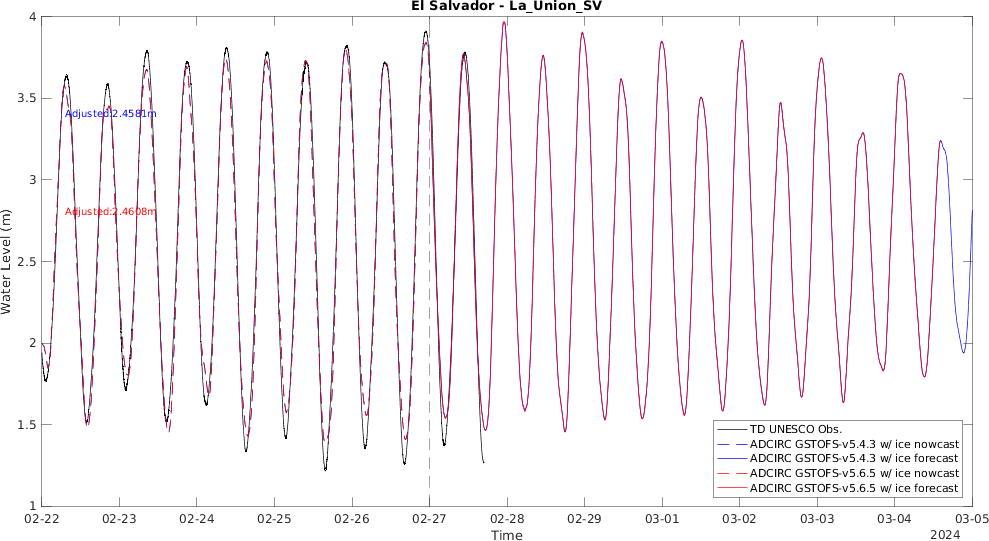 El Salvador - La_Union_SV
4
3.5
3
2.5
2
1.5
1
Water Level (m)
Adjusted:2.4581m
Adjusted:2.4608m
TD UNESCO Obs.
ADCIRC GSTOFS-v5.4.3 w/ ice nowcast
ADCIRC GSTOFS-v5.4.3 w/ ice forecast
ADCIRC GSTOFS-v5.6.5 w/ ice nowcast
ADCIRC GSTOFS-v5.6.5 w/ ice forecast
02-22 02-23 02-24 02-25 02-26 02-27 02-28 02-29 03-01 03-02 03-03 03-04 03-05
Time
2024